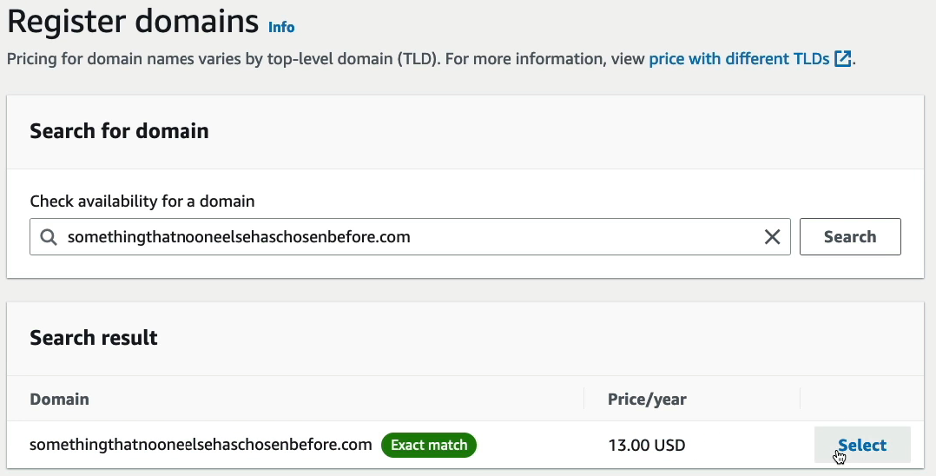 Register domains Info
Pricing for domain names varies by top-level domain (TLD). For more information, view price with different TLDs.
Search for domain
Check availability for a domain
somethingthatnooneelsehaschosenbefore.com
Search
Search result
Domain Price/year
somethingthatnooneelsehaschosenbefore.com Exact match 13.00 USD Select